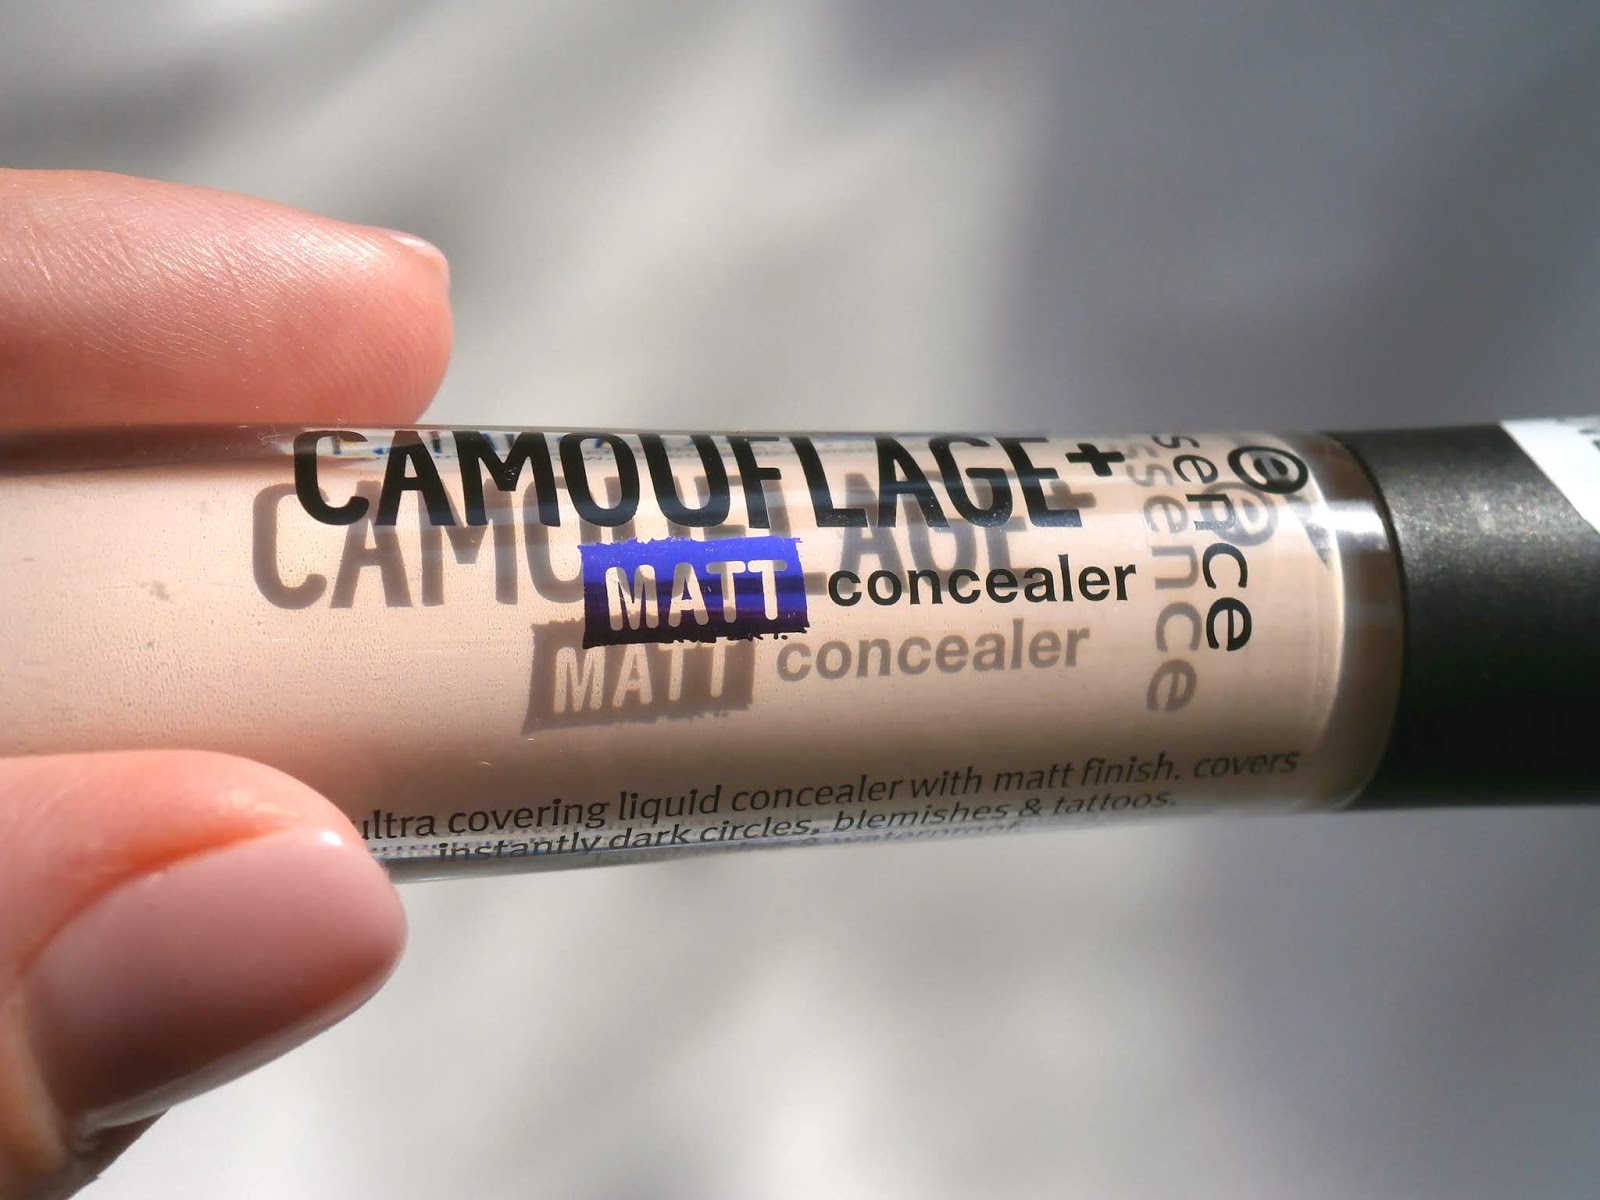 CAMOUFLAGE+
MATT concealer
essence
ultra covering liquid concealer with matt finish. covers
instantly dark circles, blemishes & tattoos.